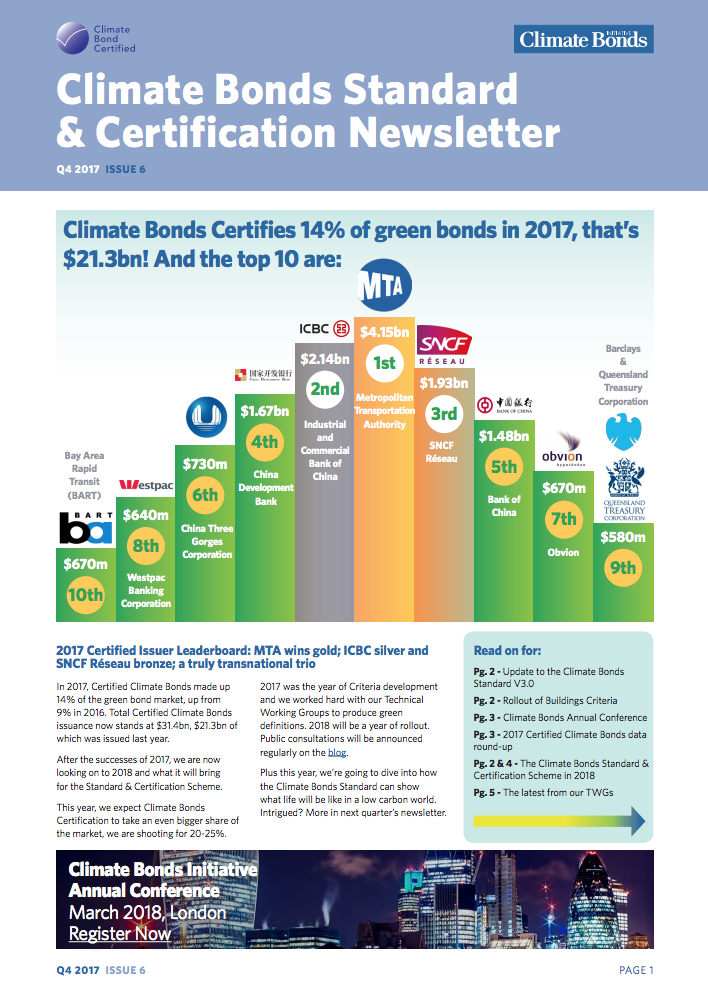 Climate
Bond
Certified
INITIATIVE
Climate Bonds
Climate Bonds Standard
& Certification Newsletter
Q4 2017 ISSUE 6
Climate Bonds Certifies 14% of green bonds in 2017, that's
$21.3bn! And the top 10 are:
Bay Area
Rapid
Transit
(BART)
BART
ba
$670m
10th
Westpac
$640m
8th
Westpac
Banking
Corporation
$730m
6th
China Three
Gorges
Corporation
国家开发银行
China Development Bank
$1.67bn
4th
China
Development
Bank
ICBC
$2.14bn
2nd
Industrial
and
Commercial
Bank of
China
MTA
$4.15bn
1st
Metropolitan
Transportation
Authority
SNCF
RÉSEAU
$1.93bn
3rd
SNCF
Réseau
中国银行
BANK OF CHINA
$1.48bn
5th
Bank of
China
obvion
hypotheken
$670m
7th
Obvion
Barclays
&
Queensland
Treasury
Corporation
QUEENSLAND
TREASURY
CORPORATION
$580m
9th
2017 Certified Issuer Leaderboard: MTA wins gold; ICBC silver and
SNCF Réseau bronze; a truly transnational trio
In 2017, Certified Climate Bonds made up
14% of the green bond market, up from
9% in 2016. Total Certified Climate Bonds
issuance now stands at $31.4bn, $21.3bn of
which was issued last year.
After the successes of 2017, we are now
looking on to 2018 and what it will bring
for the Standard & Certification Scheme.
This year, we expect Climate Bonds
Certification to take an even bigger share of
the market, we are shooting for 20-25%.
2017 was the year of Criteria development
and we worked hard with our Technical
Working Groups to produce green
definitions. 2018 will be a year of rollout.
Public consultations will be announced
regularly on the blog.
Plus this year, we're going to dive into how
the Climate Bonds Standard can show
what life will be like in a low carbon world.
Intrigued? More in next quarter's newsletter.
Read on for:
Pg. 2 - Update to the Climate Bonds
Standard V3.0
Pg. 2 - Rollout of Buildings Criteria
Pg. 3 - Climate Bonds Annual Conference
Pg. 3 - 2017 Certified Climate Bonds data
round-up
Pg. 2 & 4 - The Climate Bonds Standard &
Certification Scheme in 2018
Pg. 5 - The latest from our TWGs
Climate Bonds Initiative
Annual Conference
March 2018, London
Register Now
Q4 2017 ISSUE 6
PAGE 1